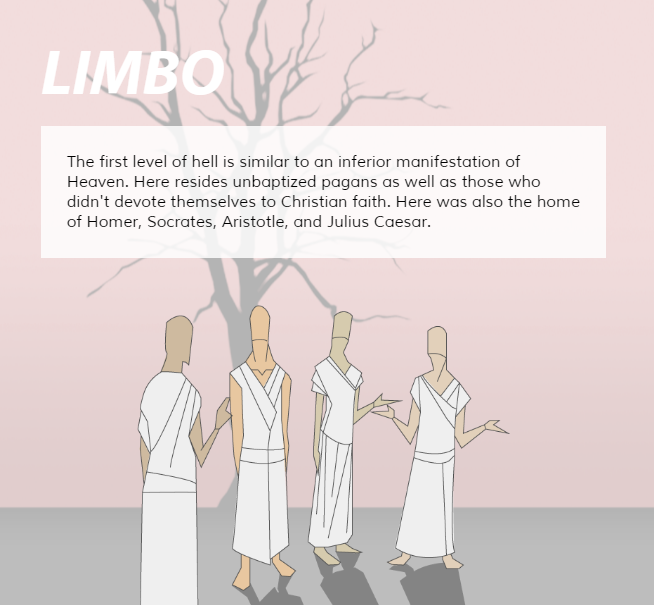 LIMBO
The first level of hell is similar to an inferior manifestation of
Heaven. Here resides unbaptized pagans as well as those who
didn't devote themselves to Christian faith. Here was also the home
of Homer, Socrates, Aristotle, and Julius Caesar.